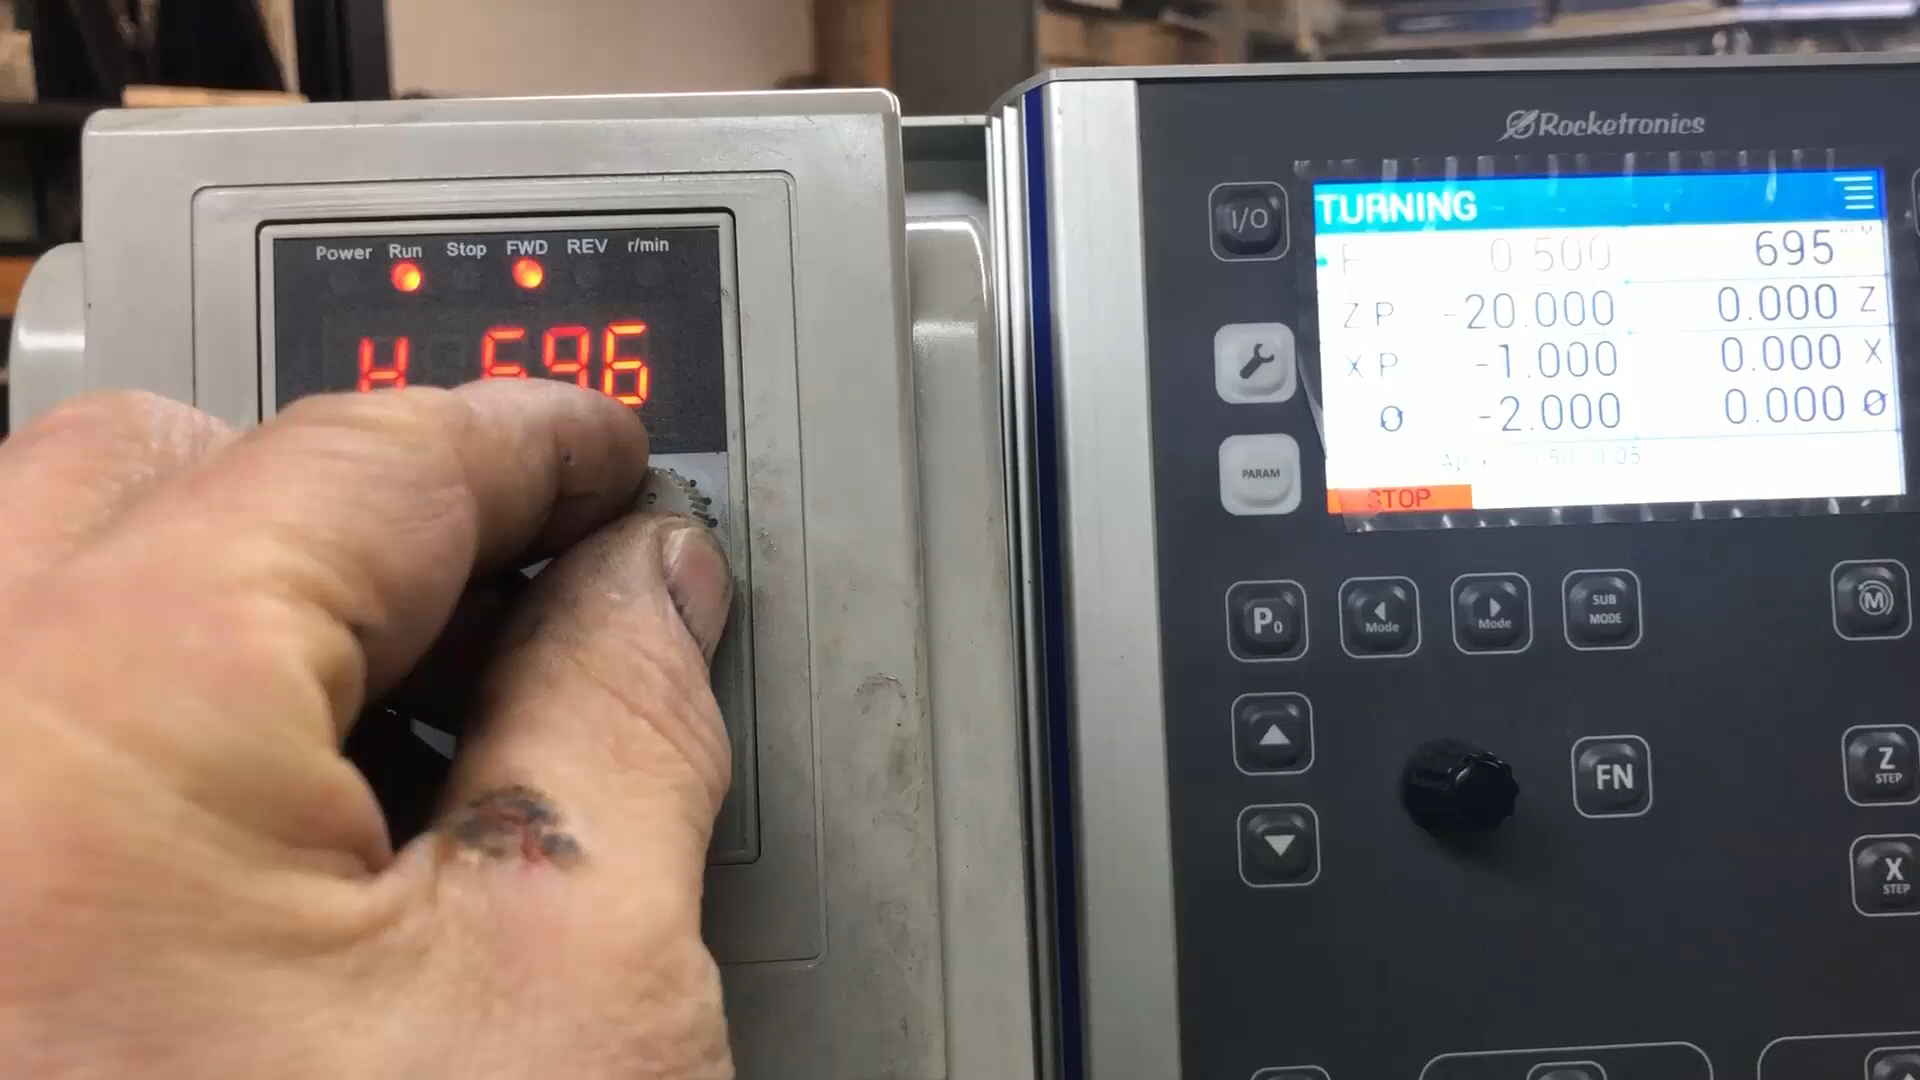 Power Run Stop FWD REV r/min
H 696
Rocketronics
I/O
TURNING
F 0.500 695
Z P -20.000 0.000 Z
X P -1.000 0.000 X
Ø -2.000 0.000 Ø
STOP
PARAM
P0
Mode
Mode
SUB
MODE
M
FN
Z
STEP
X
STEP